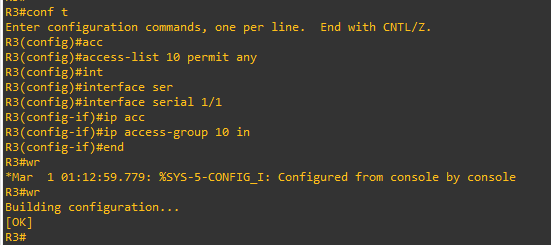 R3#conf t
Enter configuration commands, one per line.  End with CNTL/Z.
R3(config)#acc
R3(config)#access-list 10 permit any
R3(config)#int
R3(config)#interface ser
R3(config)#interface serial 1/1
R3(config-if)#ip acc
R3(config-if)#ip access-group 10 in
R3(config-if)#end
R3#wr
*Mar  1 01:12:59.779: %SYS-5-CONFIG_I: Configured from console by console
R3#wr
Building configuration...
[OK]
R3#